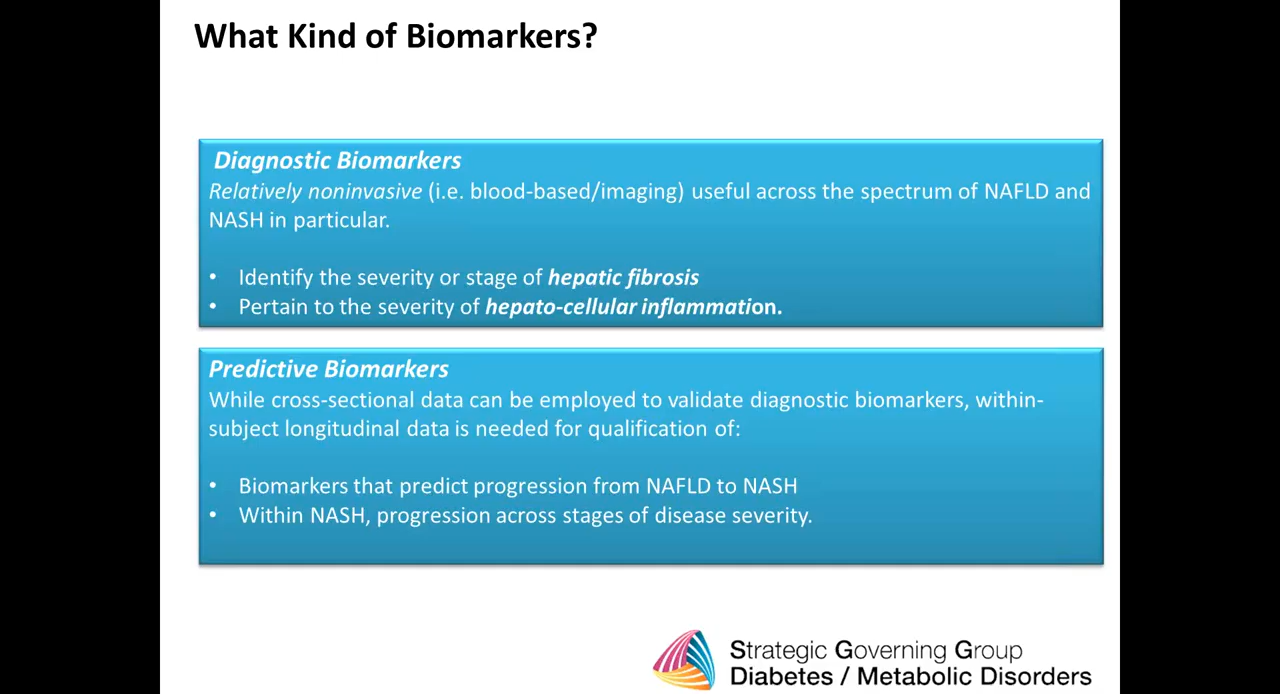 What Kind of Biomarkers?
Diagnostic Biomarkers
Relatively noninvasive (i.e. blood-based/imaging) useful across the spectrum of NAFLD and
NASH in particular.
• Identify the severity or stage of hepatic fibrosis
• Pertain to the severity of hepato-cellular inflammation.
Predictive Biomarkers
While cross-sectional data can be employed to validate diagnostic biomarkers, within-
subject longitudinal data is needed for qualification of:
• Biomarkers that predict progression from NAFLD to NASH
• Within NASH, progression across stages of disease severity.
Strategic Governing Group
Diabetes / Metabolic Disorders